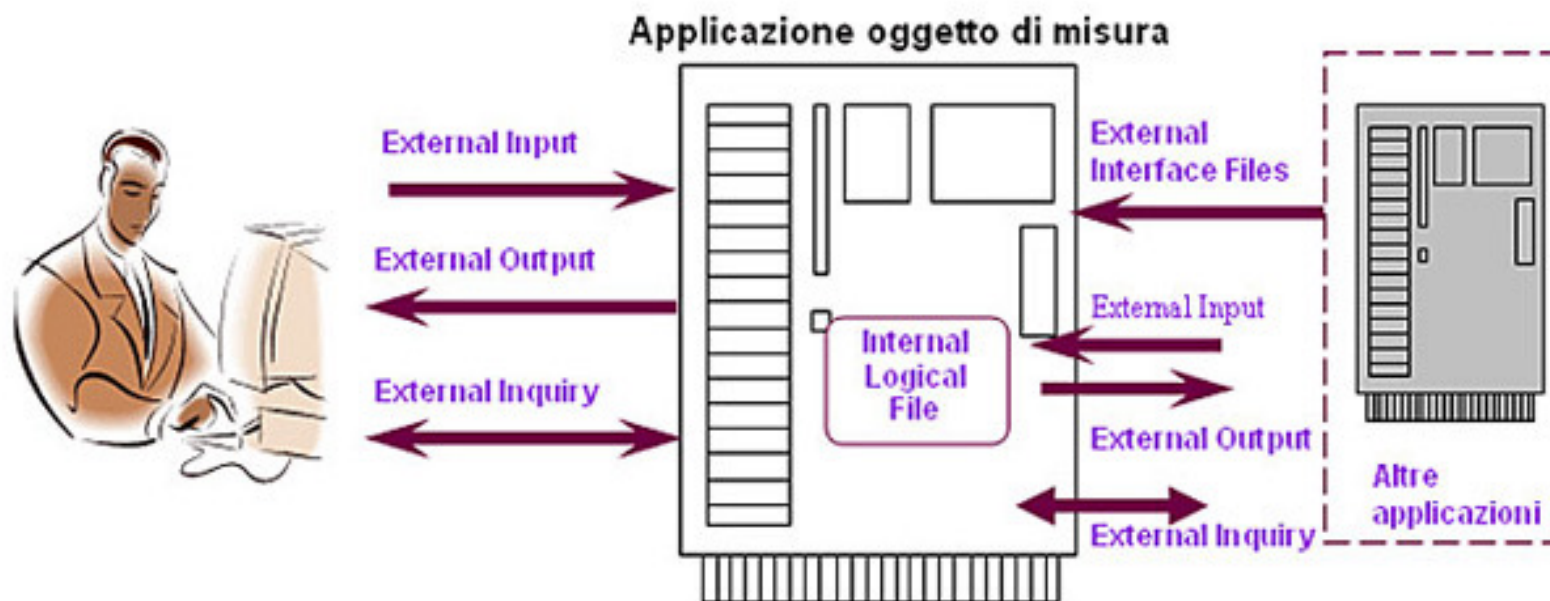 Applicazione oggetto di misura
External Input
External Output
External Inquiry
Internal
Logical
File
External
Interface Files
External Input
External Output
External Inquiry
Altre
applicazioni